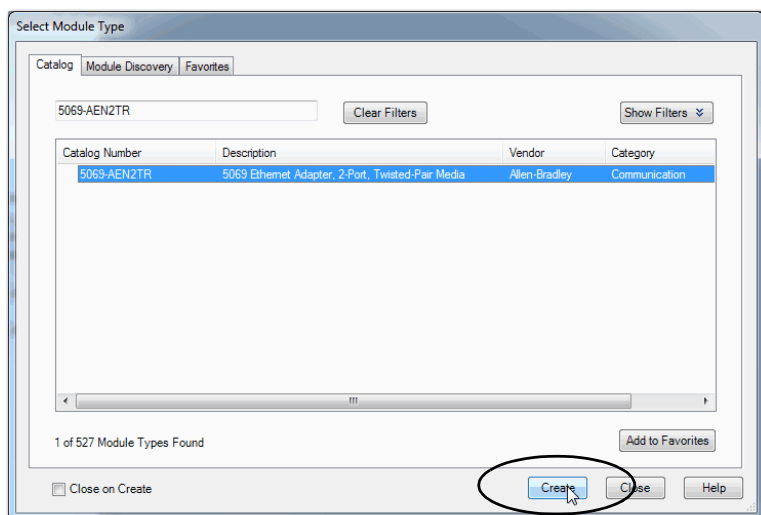 Select Module Type
Catalog Module Discovery Favorites
5069-AEN2TR Clear Filters Show Filters
Catalog Number Description Vendor Category
5069-AEN2TR 5069 Ethernet Adapter, 2-Port, Twisted-Pair Media Allen-Bradley Communication
1 of 527 Module Types Found Add to Favorites
Close on Create Create Close Help